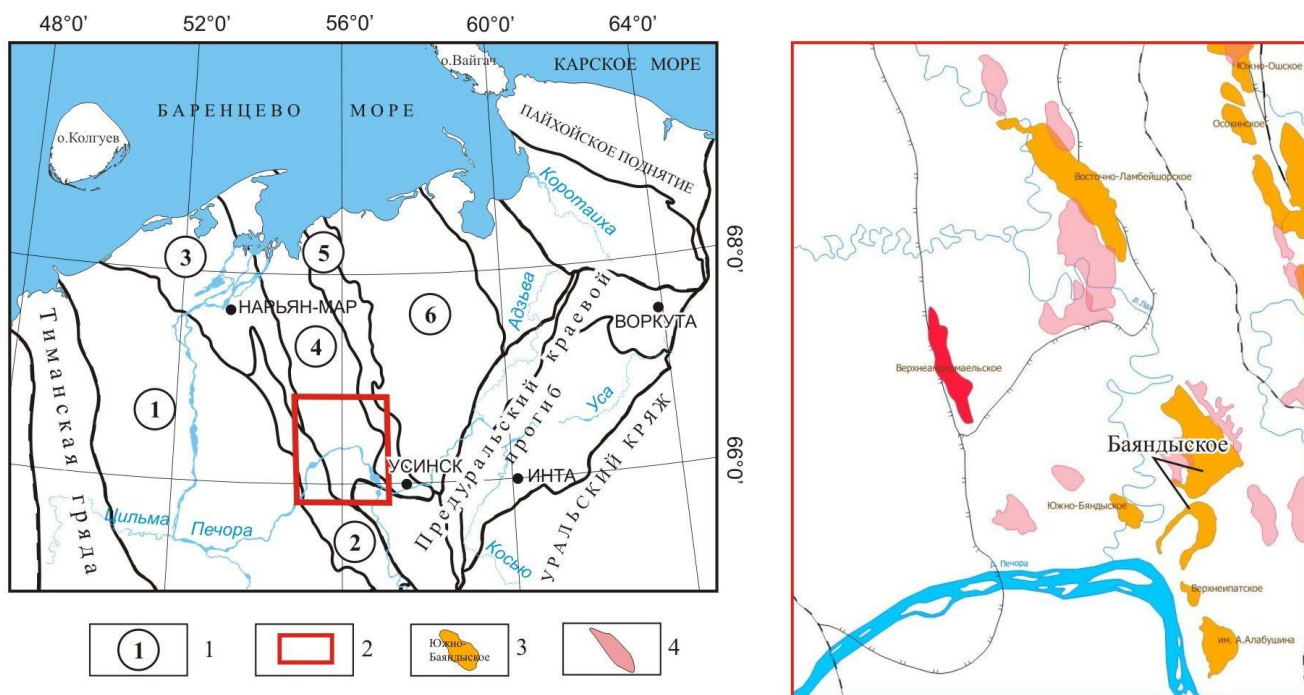 48°0'
52°0'
56°0'
60°0'
64°0'
о.Вайгач
КАРСКОЕ МОРЕ
БАРЕНЦЕВО
МОРЕ
ПАЙХОЙСКОЕ ПОДНЯТИЕ
о.Колгуев
Коротаиха
3
5
68°0'
НАРЬЯН-МАР
6
Адзьва
ВОРКУТА
4
Тиманская гряда
1
Предуральский краевой
прогиб
Уса
УРАЛЬСКИЙ КРЯЖ
УСИНСК
ИНТА
66°0'
Цильма
Печора
2
Косью
1
1
2
Южно-
Баяндыское
3
4
Южно-Ошское
Осокинское
Восточно-Ламбейшорское
р.Лая
Баяндыское
Южно-Бяндыское
р. Печора
Верхнеипатское
им. А.Алабушина